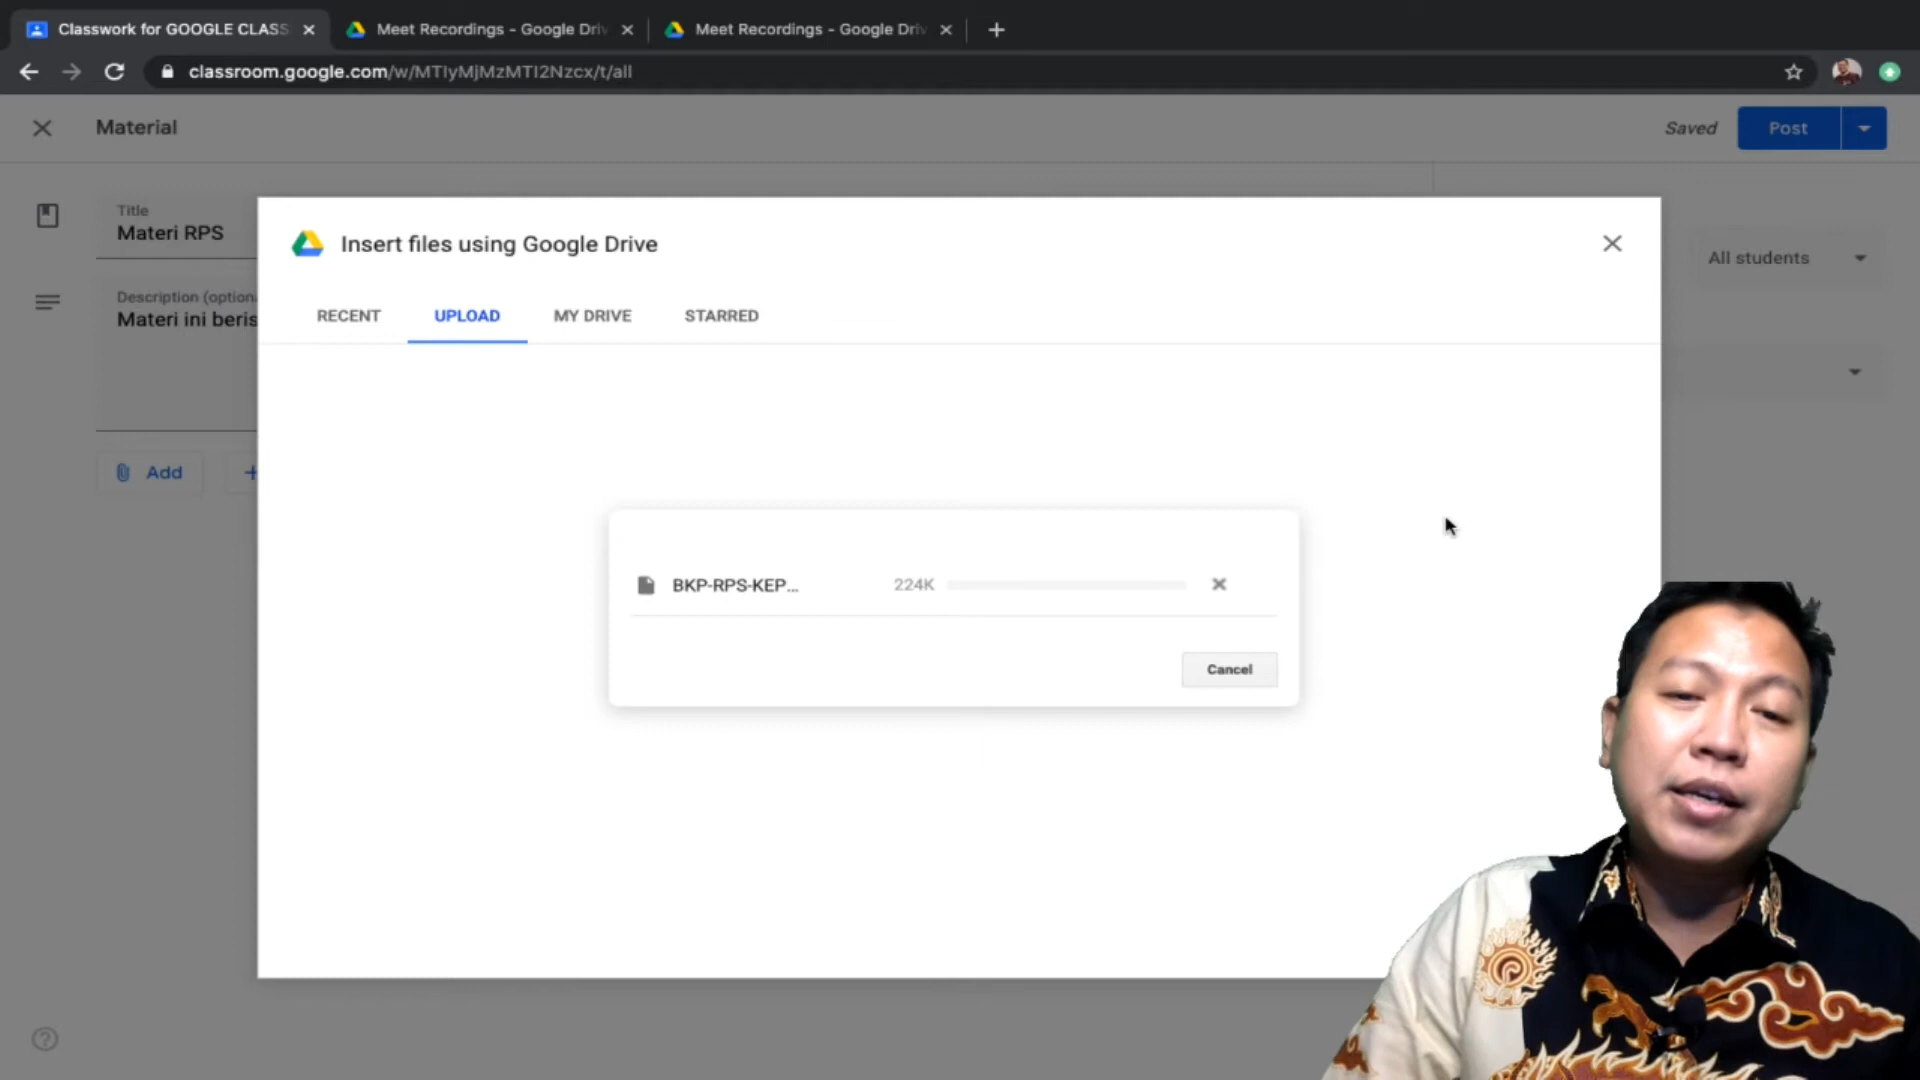 Classwork for GOOGLE CLASS
Meet Recordings - Google Driv
Meet Recordings - Google Driv
classroom.google.com/w/MTIyMjMzMTI2Nzcx/t/all
Material
Saved
Post
Title
Materi RPS
Insert files using Google Drive
All students
Description (option
Materi ini beris
RECENT
UPLOAD
MY DRIVE
STARRED
Add
BKP-RPS-KEP...
224K
Cancel